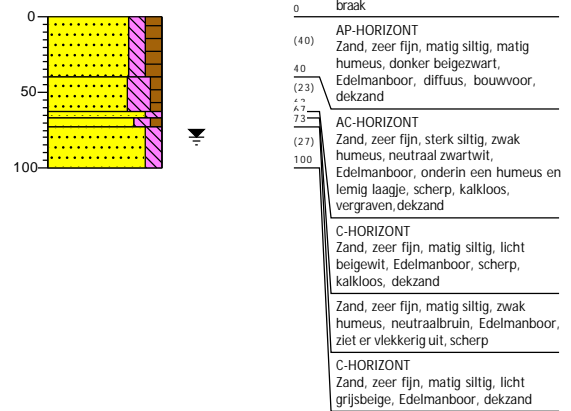 0
50
100
0
(40)
40
(23)
63
67
73
(27)
100
braak
AP-HORIZONT
Zand, zeer fijn, matig siltig, matig
humeus, donker beigezwart,
Edelmanboor, diffuus, bouwvoor,
dekzand
AC-HORIZONT
Zand, zeer fijn, sterk siltig, zwak
humeus, neutraal zwartwit,
Edelmanboor, onderin een humeus en
lemig laagje, scherp, kalkloos,
vergraven, dekzand
C-HORIZONT
Zand, zeer fijn, matig siltig, licht
beigewit, Edelmanboor, scherp,
kalkloos, dekzand
Zand, zeer fijn, matig siltig, zwak
humeus, neutraalbruin, Edelmanboor,
ziet er vlekkerig uit, scherp
C-HORIZONT
Zand, zeer fijn, matig siltig, licht
grijsbeige, Edelmanboor, dekzand